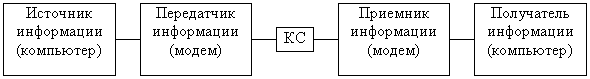 Источник
информации
(компьютер)
Передатчик
информации
(модем)
КС
Приемник
информации
(модем)
Получатель
информации
(компьютер)